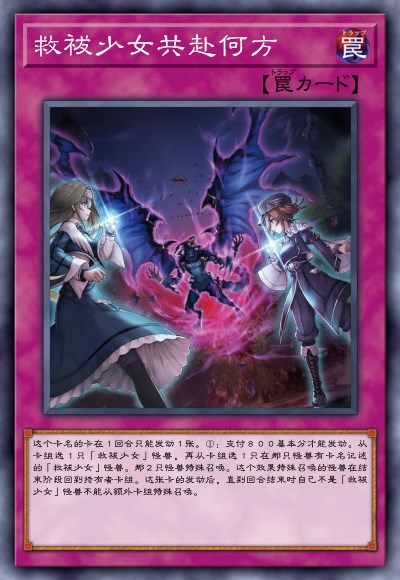 救祓少女共赴何方
トラップ
罠
トラップ
【罠カード】
这个卡名的卡在1回合只能发动1张。①:支付800基本分才能发动。从
卡组选1只「救祓少女」怪兽,再从卡组选1只在那只怪兽有卡名记述
的「救祓少女」怪兽。那2只怪兽特殊召唤。这个效果特殊召唤的怪兽在结
束阶段回到持有者卡组。这张卡的发动后,直到回合结束时自己不是「救祓
少女」怪兽不能从额外卡组特殊召唤。